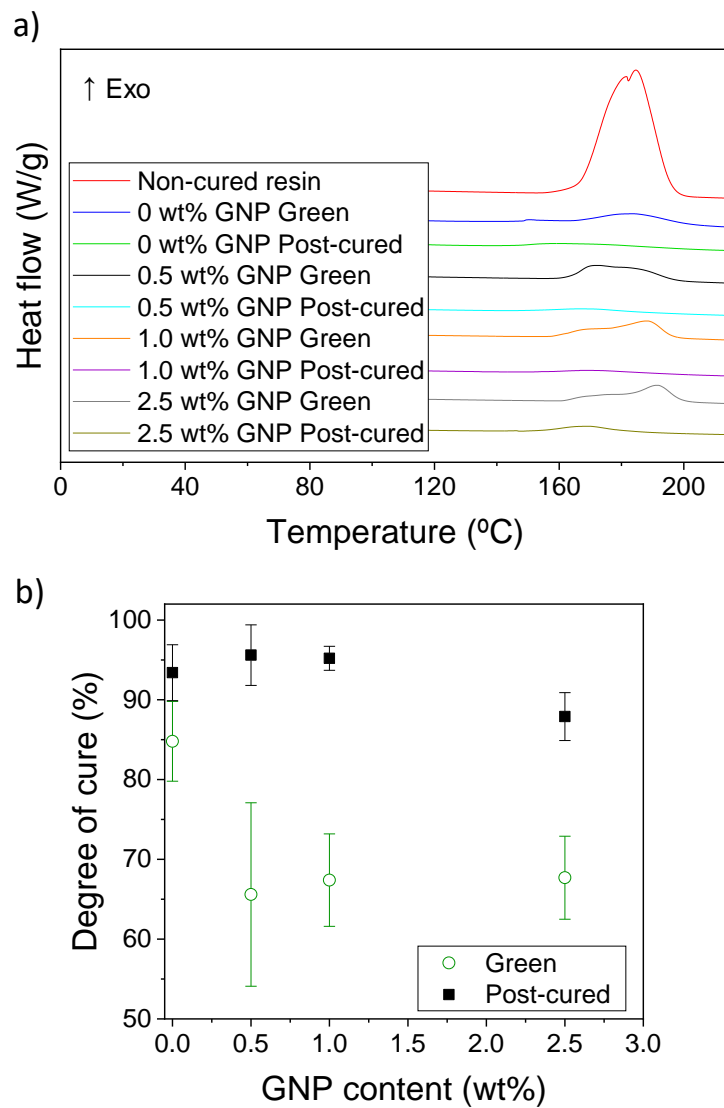 a)
↑ Exo
Heat flow (W/g)
Non-cured resin
0 wt% GNP Green
0 wt% GNP Post-cured
0.5 wt% GNP Green
0.5 wt% GNP Post-cured
1.0 wt% GNP Green
1.0 wt% GNP Post-cured
2.5 wt% GNP Green
2.5 wt% GNP Post-cured
0 40 80 120 160 200
Temperature (ºC)
b)
Degree of cure (%)
100
90
80
70
60
50
Green
Post-cured
0.0 0.5 1.0 1.5 2.0 2.5 3.0
GNP content (wt%)